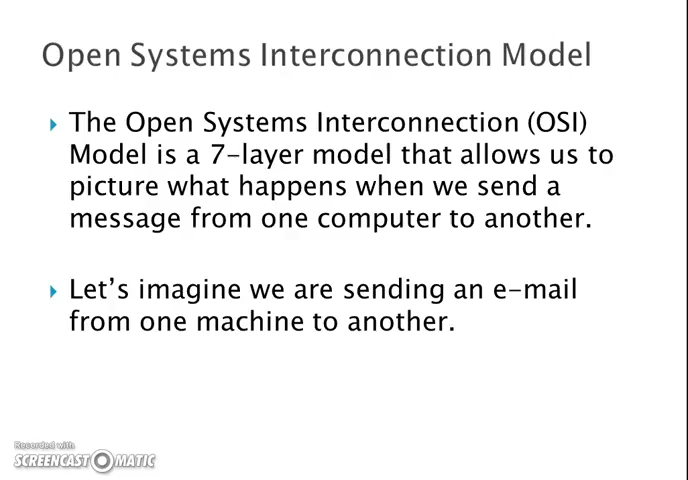 Open Systems Interconnection Model
The Open Systems Interconnection (OSI)
Model is a 7-layer model that allows us to
picture what happens when we send a
message from one computer to another.
Let's imagine we are sending an e-mail
from one machine to another.
Recorded with
SCREENCAST O MATIC